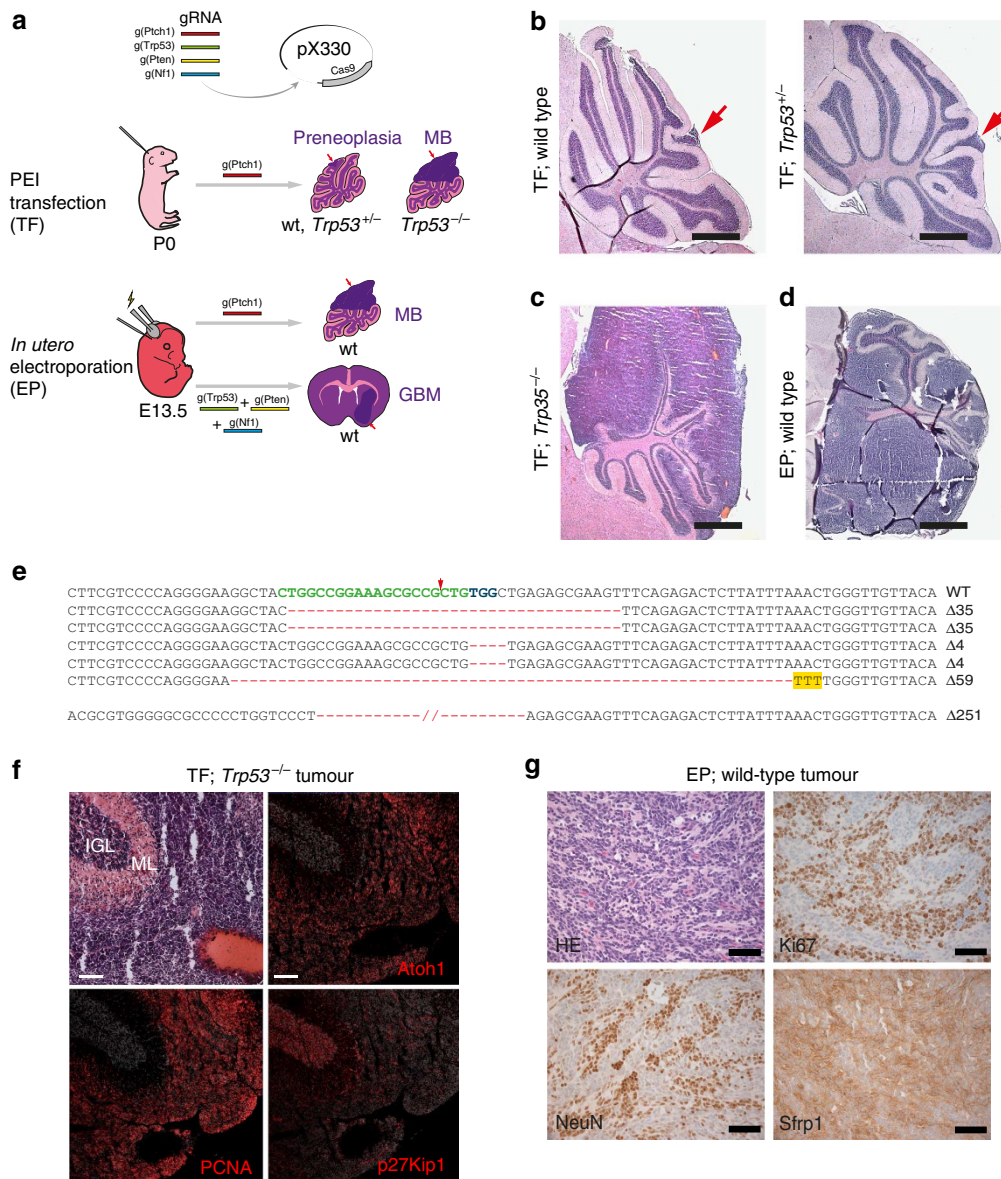 a
gRNA
g(Ptch1)
g(Trp53)
g(Pten)
g(Nf1)
pX330
Cas9
PEI
transfection
(TF)
P0
g(Ptch1)
Preneoplasia
MB
wt, Trp53+/−
Trp53−/−
In utero
electroporation
(EP)
E13.5
g(Ptch1)
MB
wt
g(Trp53) + g(Pten)
+ g(Nf1)
GBM
wt
b
TF; wild type
TF; Trp53+/−
c
TF; Trp35−/−
d
EP; wild type
e
CTTCGTCCCCAGGGGAAGGCTACTGGCCGGAAAGCGCCGCTGTGGCTGAGAGCGAAGTTTCAGAGACTCTTATTTAAACTGGGTTGTTACA WT
CTTCGTCCCCAGGGGAAGGCTAC-----------------------------------TTCAGAGACTCTTATTTAAACTGGGTTGTTACA Δ35
CTTCGTCCCCAGGGGAAGGCTAC-----------------------------------TTCAGAGACTCTTATTTAAACTGGGTTGTTACA Δ35
CTTCGTCCCCAGGGGAAGGCTACTGGCCGGAAAGCGCCGCTG----TGAGAGCGAAGTTTCAGAGACTCTTATTTAAACTGGGTTGTTACA Δ4
CTTCGTCCCCAGGGGAAGGCTACTGGCCGGAAAGCGCCGCTG----TGAGAGCGAAGTTTCAGAGACTCTTATTTAAACTGGGTTGTTACA Δ4
CTTCGTCCCCAGGGGAA-----------------------------------------------------------TTTTGGGTTGTTACA Δ59
ACGCGTGGGGGCGCCCCCTGGTCCCT-----------//---------AGAGCGAAGTTTCAGAGACTCTTATTTAAACTGGGTTGTTACA Δ251
f
TF; Trp53−/− tumour
IGL
ML
Atoh1
PCNA
p27Kip1
g
EP; wild-type tumour
HE
Ki67
NeuN
Sfrp1